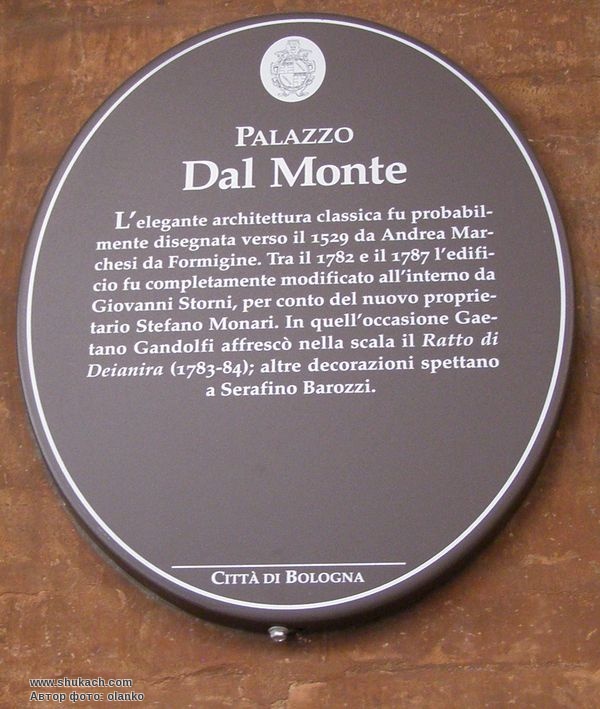 PALAZZO
Dal Monte
L'elegante architettura classica fu probabil-
mente disegnata verso il 1529 da Andrea Mar-
chesi da Formigine. Tra il 1782 e il 1787 l'edifi-
cio fu completamente modificato all'interno da
Giovanni Storni, per conto del nuovo proprie-
tario Stefano Monari. In quell'occasione Gae-
tano Gandolfi affrescò nella scala il Ratto di
Deianira (1783-84); altre decorazioni spettano
a Serafino Barozzi.
CITTÀ DI BOLOGNA
www.shukach.com
Автор фото: olanko